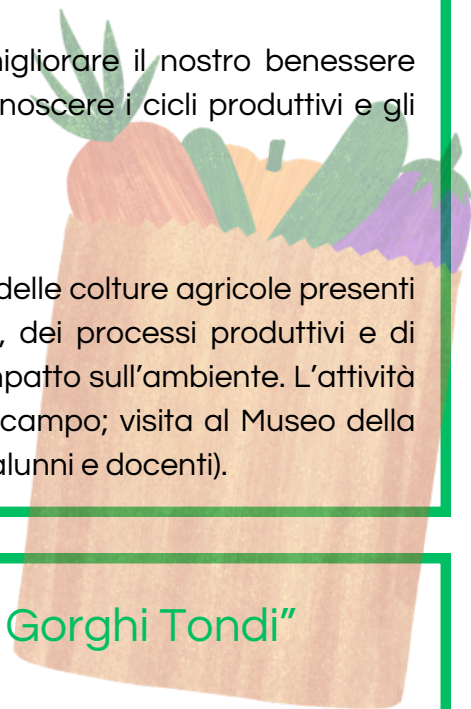 nigliorare il nostro benessere
noscere i cicli produttivi e gli
delle colture agricole presenti
, dei processi produttivi e di
npatto sull’ambiente. L’attività
campo; visita al Museo della
alunni e docenti).
Gorghi Tondi”